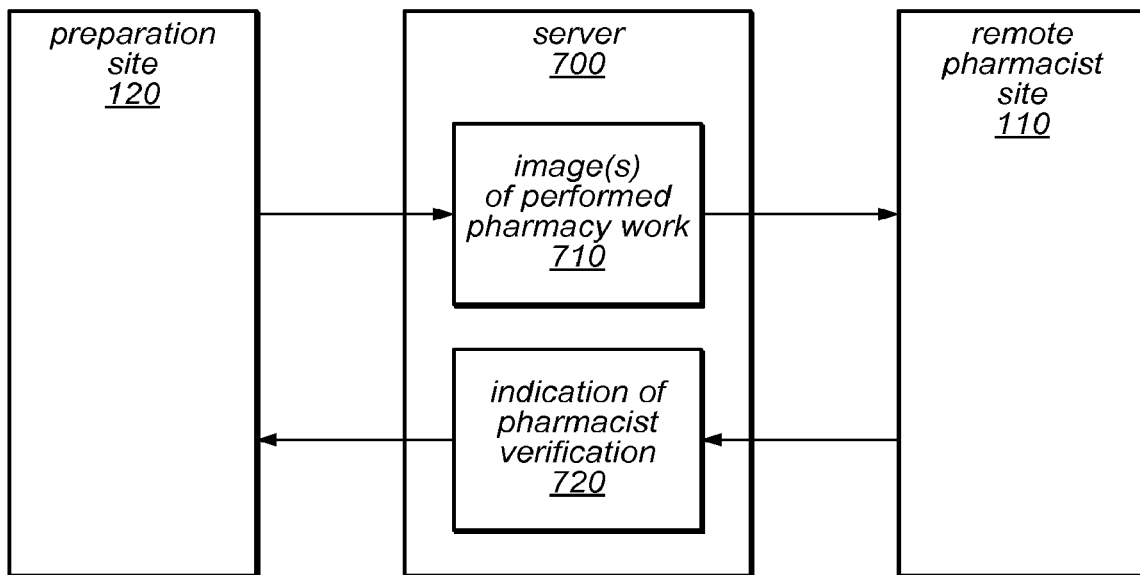 preparation
site
120
server
700
image(s)
of performed
pharmacy work
710
indication of
pharmacist
verification
720
remote
pharmacist
site
110